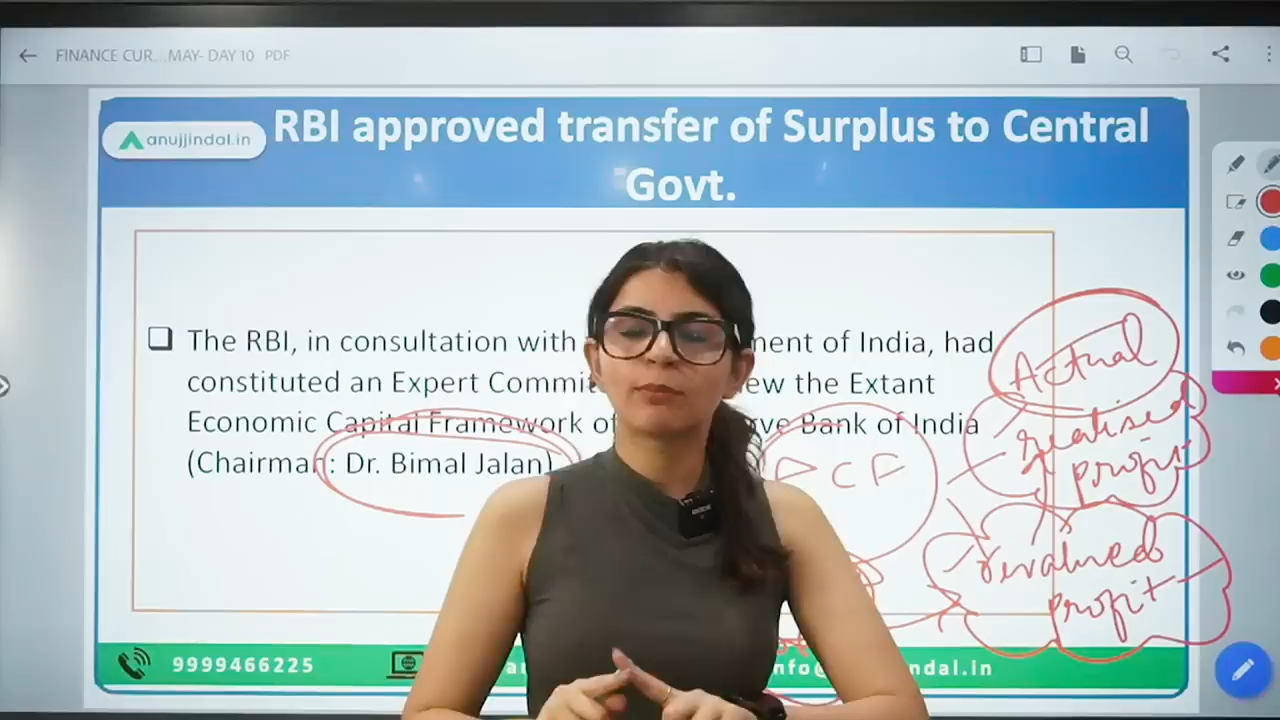 FINANCE CUR... MAY- DAY 10 PDF
anujjindal.in
RBI approved transfer of Surplus to Central
Govt.
The RBI, in consultation with ment of India, had
constituted an Expert Commi ew the Extant
Economic Capital Framework of ve Bank of India
(Chairman: Dr. Bimal Jalan)
ECF
Actual
realised
profit
revalued
profit
9999466225
nfo@ ndal.in